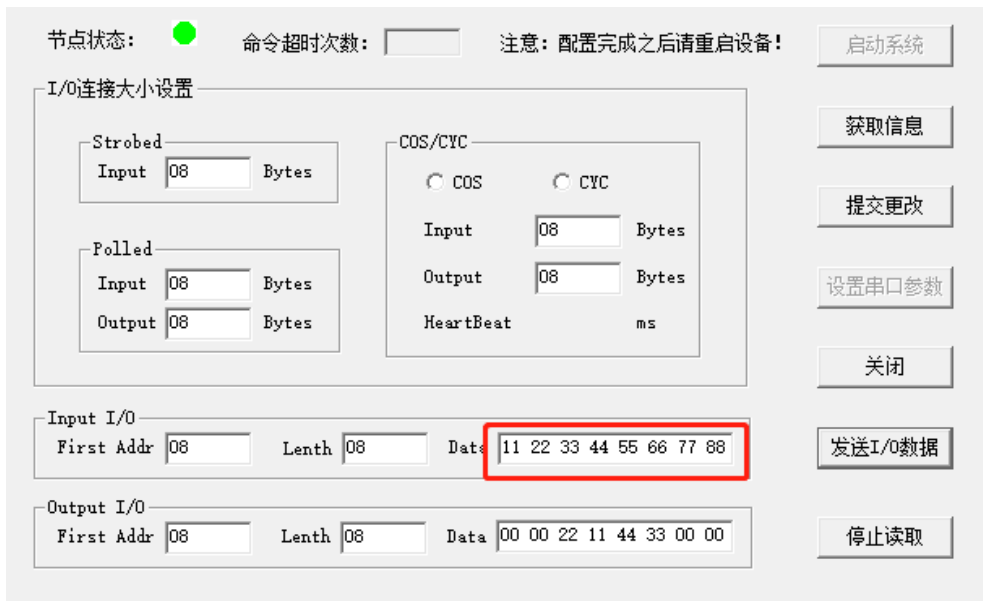 节点状态： 命令超时次数： 注意：配置完成之后请重启设备！ 启动系统
I/O连接大小设置
获取信息
Strobed COS/CYC
Input 08 Bytes COS CYC
提交更改
Input 08 Bytes
Polled
Input 08 Bytes Output 08 Bytes 设置串口参数
Output 08 Bytes HeartBeat ms
关闭
Input I/O
First Addr 08 Lenth 08 Data 11 22 33 44 55 66 77 88 发送I/O数据
Output I/O
First Addr 08 Lenth 08 Data 00 00 22 11 44 33 00 00 停止读取